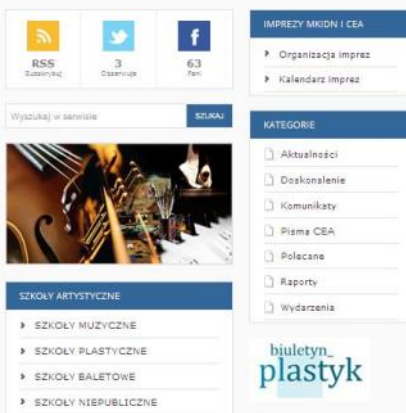 RSS
Subskrybuj
3
Obserwuje
63
Fani
Wyszukaj w serwisie
SZUKAJ
SZKOŁY ARTYSTYCZNE
SZKOŁY MUZYCZNE
SZKOŁY PLASTYCZNE
SZKOŁY BALETOWE
SZKOŁY NIEPUBLICZNE
IMPREZY MKIDN I CEA
Organizacja imprez
Kalendarz imprez
KATEGORIE
Aktualności
Doskonalenie
Komunikaty
Pisma CEA
Polecane
Raporty
Wydarzenia
biuletyn_
plastyk